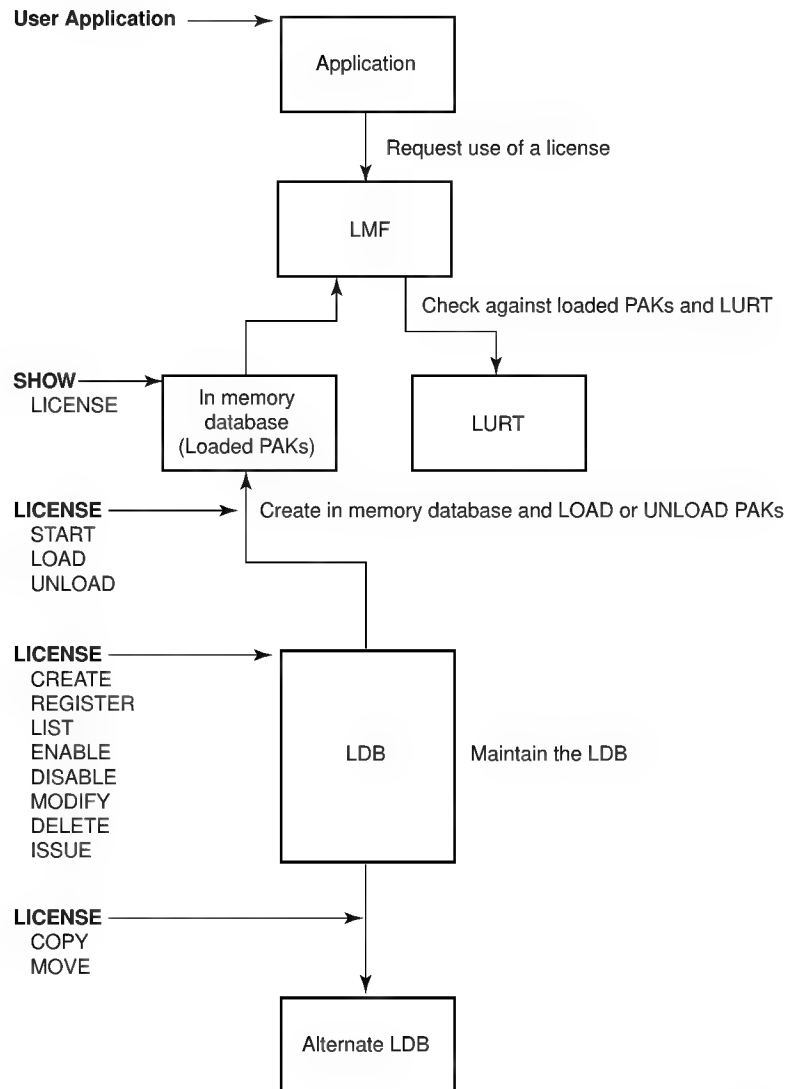 User Application
Application
Request use of a license
LMF
Check against loaded PAKs and LURT
SHOW
LICENSE
In memory
database
(Loaded PAKs)
LURT
LICENSE
START
LOAD
UNLOAD
Create in memory database and LOAD or UNLOAD PAKs
LICENSE
CREATE
REGISTER
LIST
ENABLE
DISABLE
MODIFY
DELETE
ISSUE
LDB
Maintain the LDB
LICENSE
COPY
MOVE
Alternate LDB